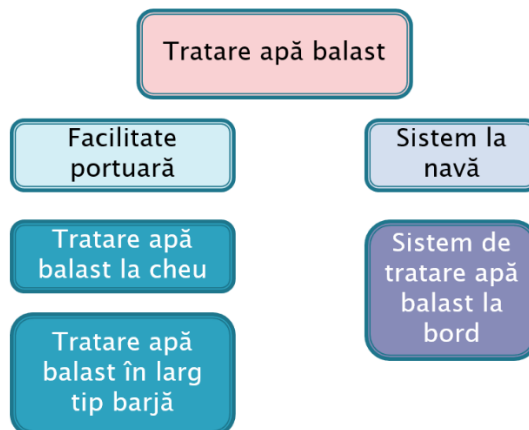 Tratare apă balast
Facilitate
portuară
Sistem la
navă
Tratare apă
balast la cheu
Sistem de
tratare apă
balast la
bord
Tratare apă
balast în larg
tip barjă